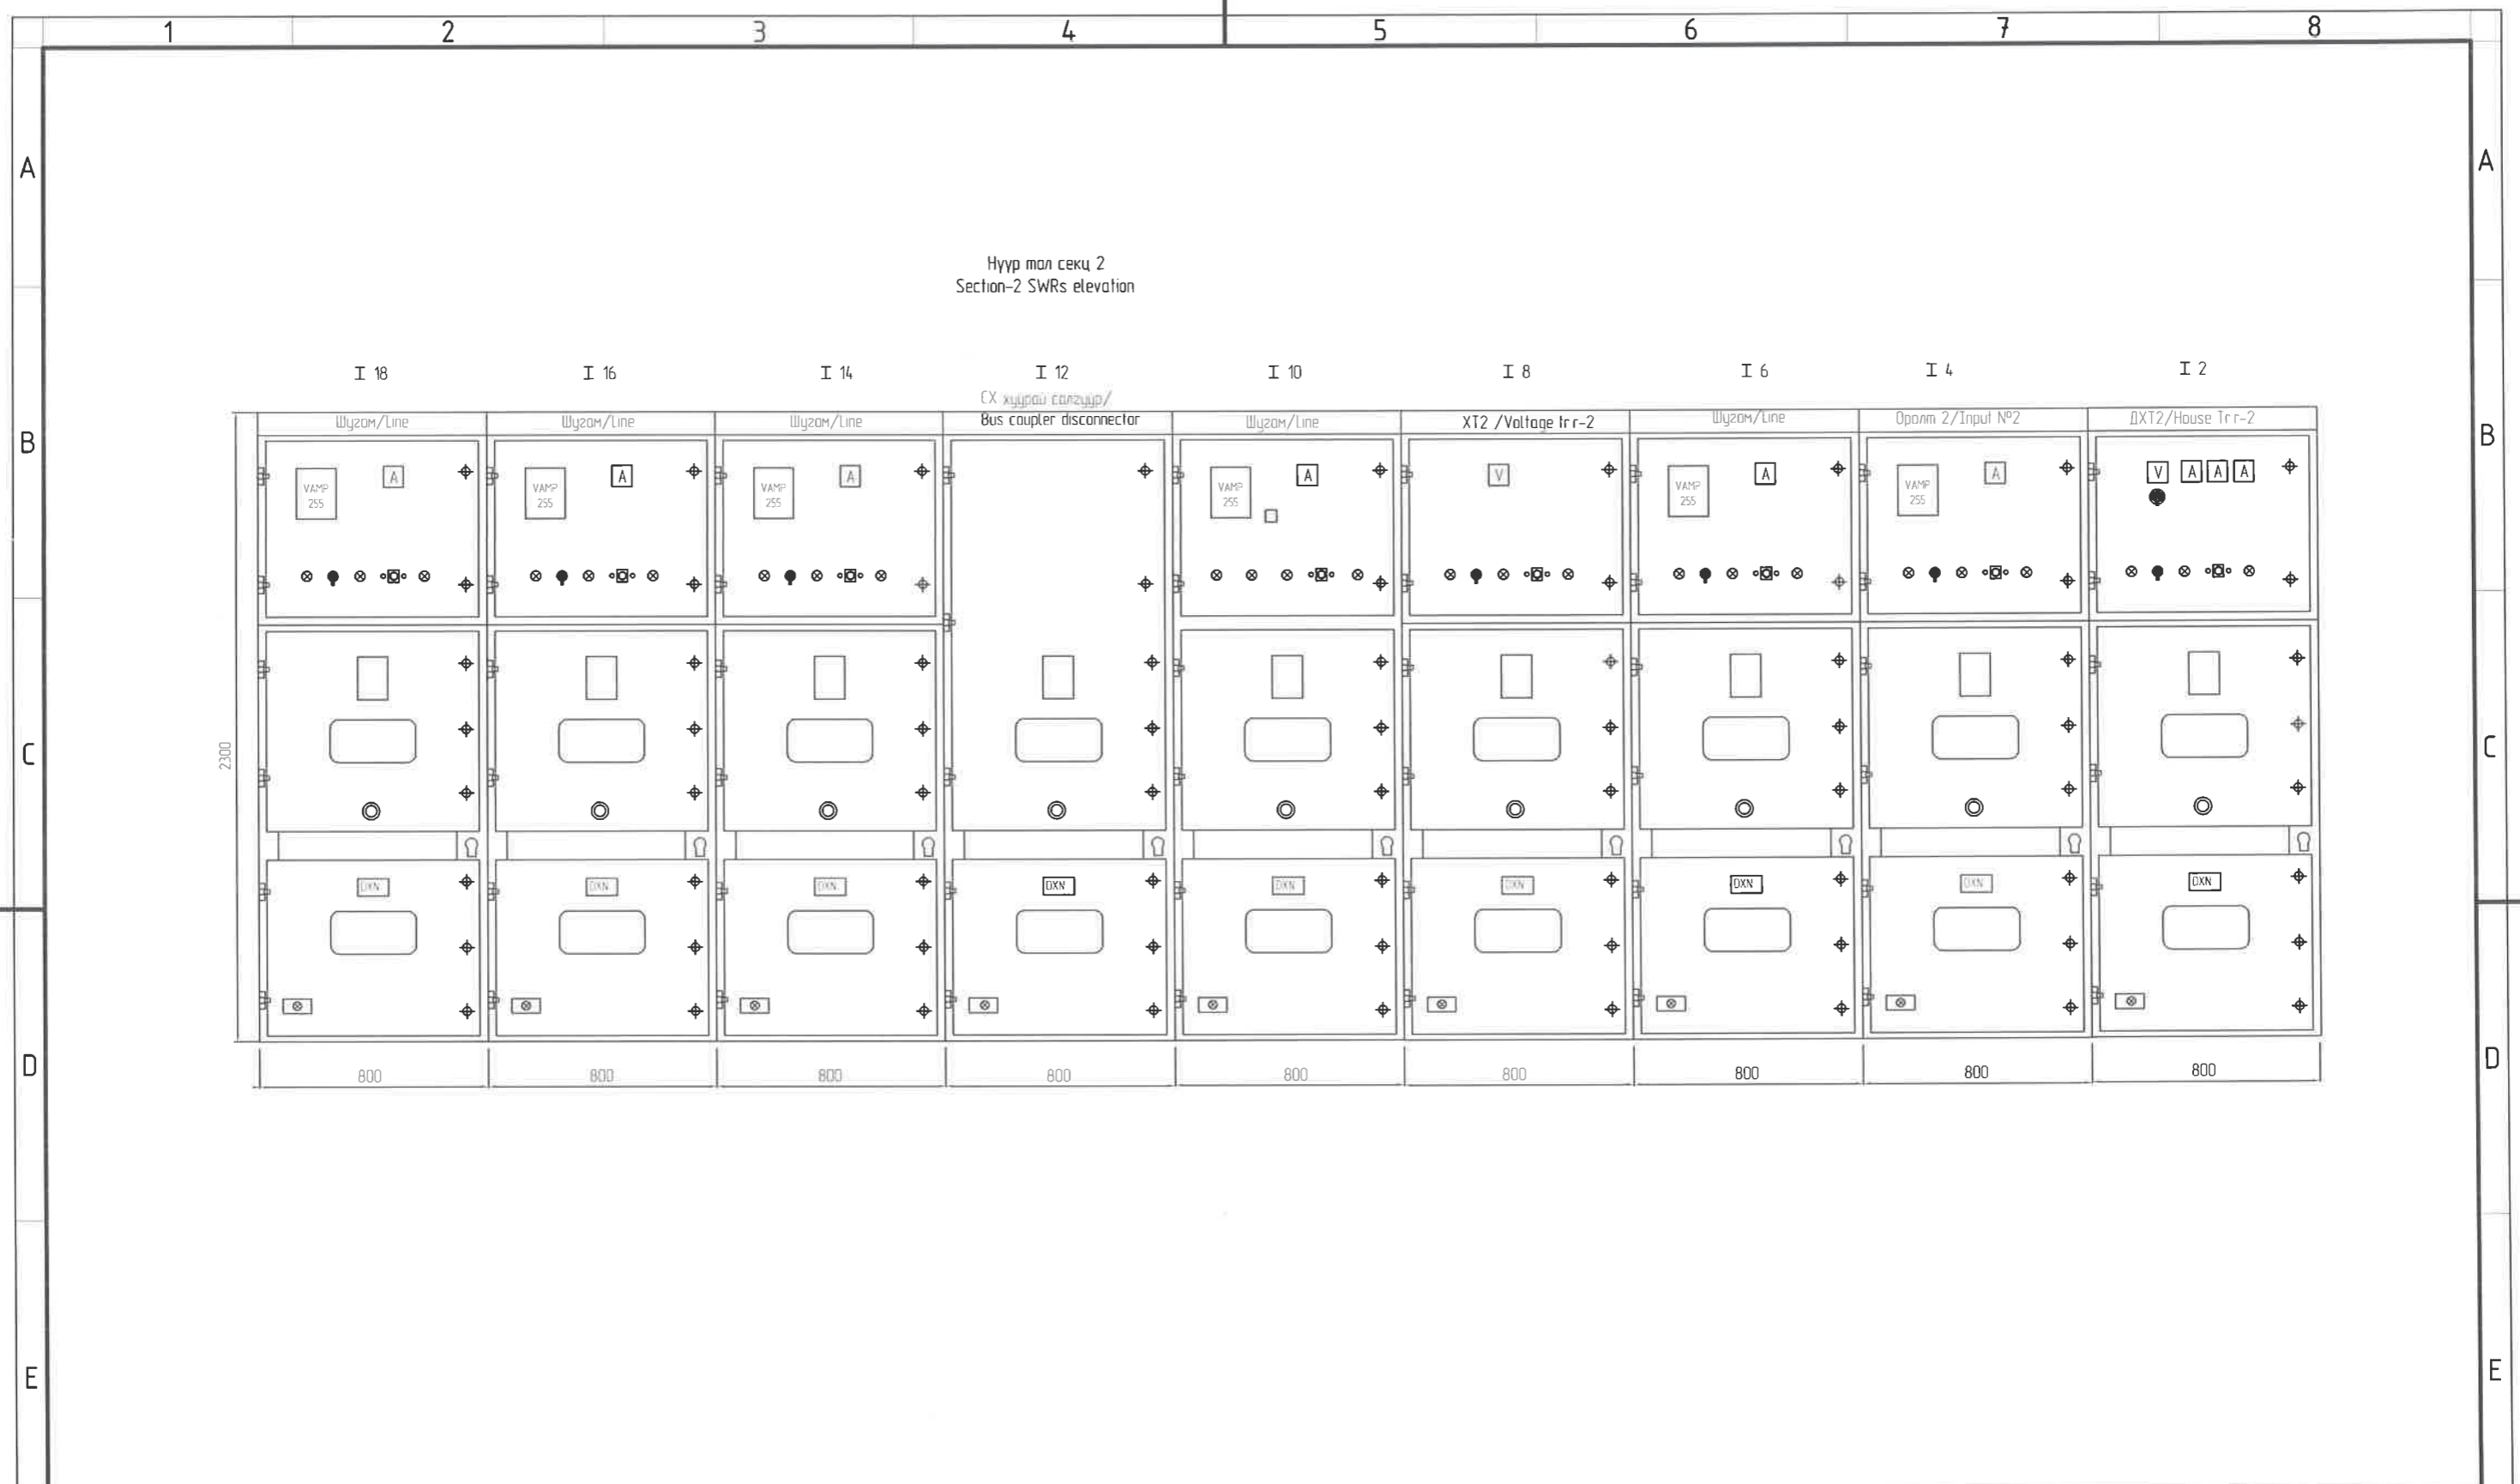 1 2 3 4 5 6 7 8
A A
Нүүр тал секц 2
Section-2 SWRs elevation
I 18 I 16 I 14 I 12 I 10 I 8 I 6 I 4 I 2
СХ хуурай салгуур/
Шугам/Line Шугам/Line Шугам/Line Bus coupler disconnector Шугам/Line ХТ2 /Voltage trr-2 Шугам/Line Оролт 2/Input №2 ДХТ2/House Trr-2
B B
A A A A V A A V A A A
VAMP VAMP VAMP VAMP VAMP VAMP
255 255 255 255 255 255
C C
2300
DXN DXN DXN DXN DXN DXN DXN DXN DXN
D D
800 800 800 800 800 800 800 800 800
E E